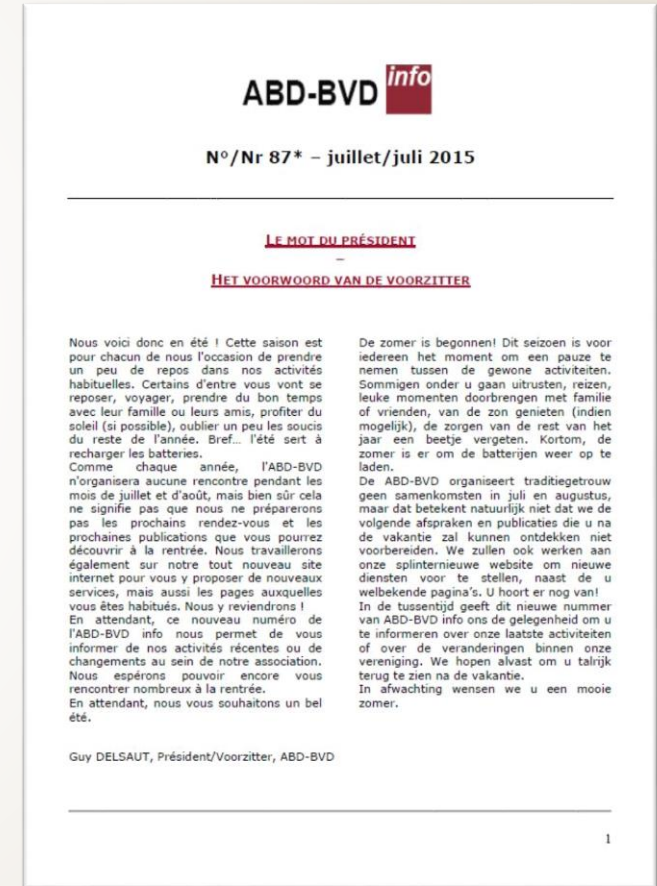 ABD-BVD info
N°/Nr 87* – juillet/juli 2015
LE MOT DU PRÉSIDENT
–
HET VOORWOORD VAN DE VOORZITTER
Nous voici donc en été ! Cette saison est
pour chacun de nous l'occasion de prendre
un peu de repos dans nos activités
habituelles. Certains d'entre vous vont se
reposer, voyager, prendre du bon temps
avec leur famille ou leurs amis, profiter du
soleil (si possible), oublier un peu les soucis
du reste de l'année. Bref... l'été sert à
recharger les batteries.
Comme chaque année, l'ABD-BVD
n'organisera aucune rencontre pendant les
mois de juillet et d'août, mais bien sûr cela
ne signifie pas que nous ne préparerons
pas les prochains rendez-vous et les
prochaines publications que vous pourrez
découvrir à la rentrée. Nous travaillerons
également sur notre tout nouveau site
internet pour vous y proposer de nouveaux
services, mais aussi les pages auxquelles
vous êtes habitués. Nous y reviendrons !
En attendant, ce nouveau numéro de
l'ABD-BVD info nous permet de vous
informer de nos activités récentes ou de
changements au sein de notre association.
Nous espérons pouvoir encore vous
rencontrer nombreux à la rentrée.
En attendant, nous vous souhaitons un bel
été.
De zomer is begonnen! Dit seizoen is voor
iedereen het moment om een pauze te
nemen tussen de gewone activiteiten.
Sommigen onder u gaan uitrusten, reizen,
leuke momenten doorbrengen met familie
of vrienden, van de zon genieten (indien
mogelijk), de zorgen van de rest van het
jaar een beetje vergeten. Kortom, de
zomer is er om de batterijen weer op te
laden.
De ABD-BVD organiseert traditiegetrouw
geen samenkomsten in juli en augustus,
maar dat betekent natuurlijk niet dat we de
volgende afspraken en publicaties die u na
de vakantie zal kunnen ontdekken niet
voorbereiden. We zullen ook werken aan
onze splinternieuwe website om nieuwe
diensten voor te stellen, naast de u
welbekende pagina's. U hoort er nog van!
In de tussentijd geeft dit nieuwe nummer
van ABD-BVD info ons de gelegenheid om u
te informeren over onze laatste activiteiten
of over de veranderingen binnen onze
vereniging. We hopen alvast om u talrijk
terug te zien na de vakantie.
In afwachting wensen we u een mooie
zomer.
Guy DELSAUT, Président/Voorzitter, ABD-BVD
1